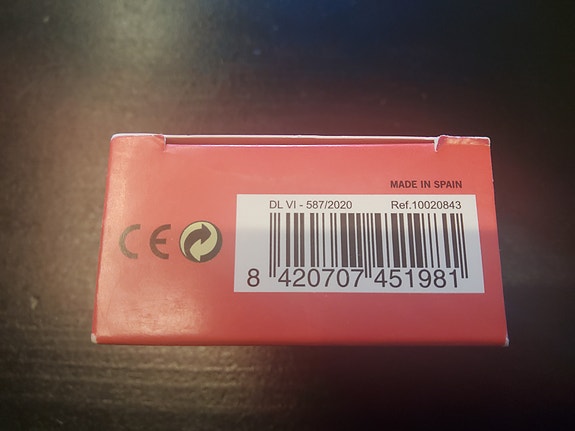 MADE IN SPAIN
DL VI - 587/2020 Ref.10020843
CE
8 420707 451981